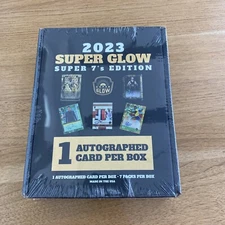 2023
SUPER GLOW
SUPER 7's EDITION
GLOW
1 AUTOGRAPHED
CARD PER BOX
1 AUTOGRAPHED CARD PER BOX - 7 PACKS PER BOX
MADE IN THE USA